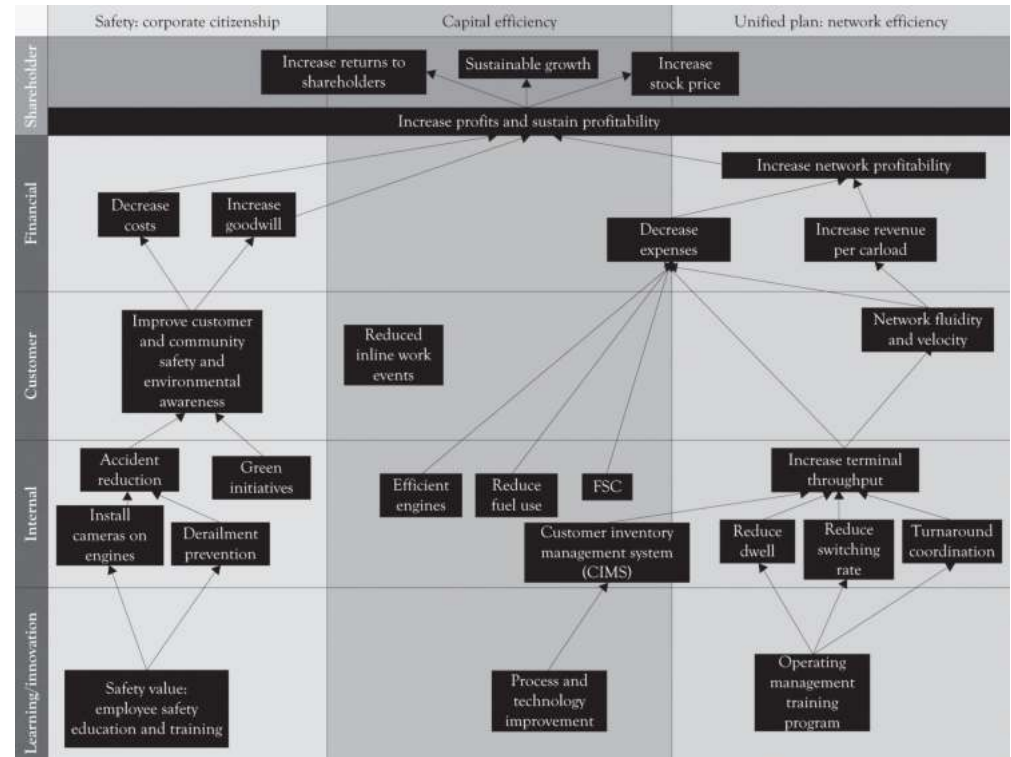 Safety: corporate citizenship
Capital efficiency
Unified plan: network efficiency
Shareholder
Increase returns to
shareholders
Sustainable growth
Increase
stock price
Increase profits and sustain profitability
Financial
Decrease
costs
Increase
goodwill
Decrease
expenses
Increase network profitability
Increase revenue
per carload
Customer
Improve customer
and community
safety and
environmental
awareness
Reduced
inline work
events
Network fluidity
and velocity
Internal
Accident
reduction
Green
initiatives
Install
cameras on
engines
Derailment
prevention
Efficient
engines
Reduce
fuel use
FSC
Customer inventory
management system
(CIMS)
Increase terminal
throughput
Reduce
dwell
Reduce
switching
rate
Turnaround
coordination
Learning/innovation
Safety value:
employee safety
education and training
Process and
technology
improvement
Operating
management
training
program